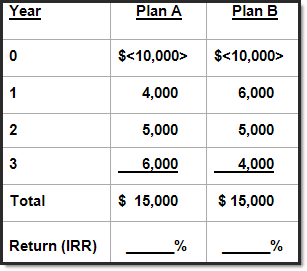 Year Plan A Plan B
0 $<10,000> $<10,000>
1 4,000 6,000
2 5,000 5,000
3 6,000 4,000
Total $ 15,000 $ 15,000
Return (IRR) ______% ______%